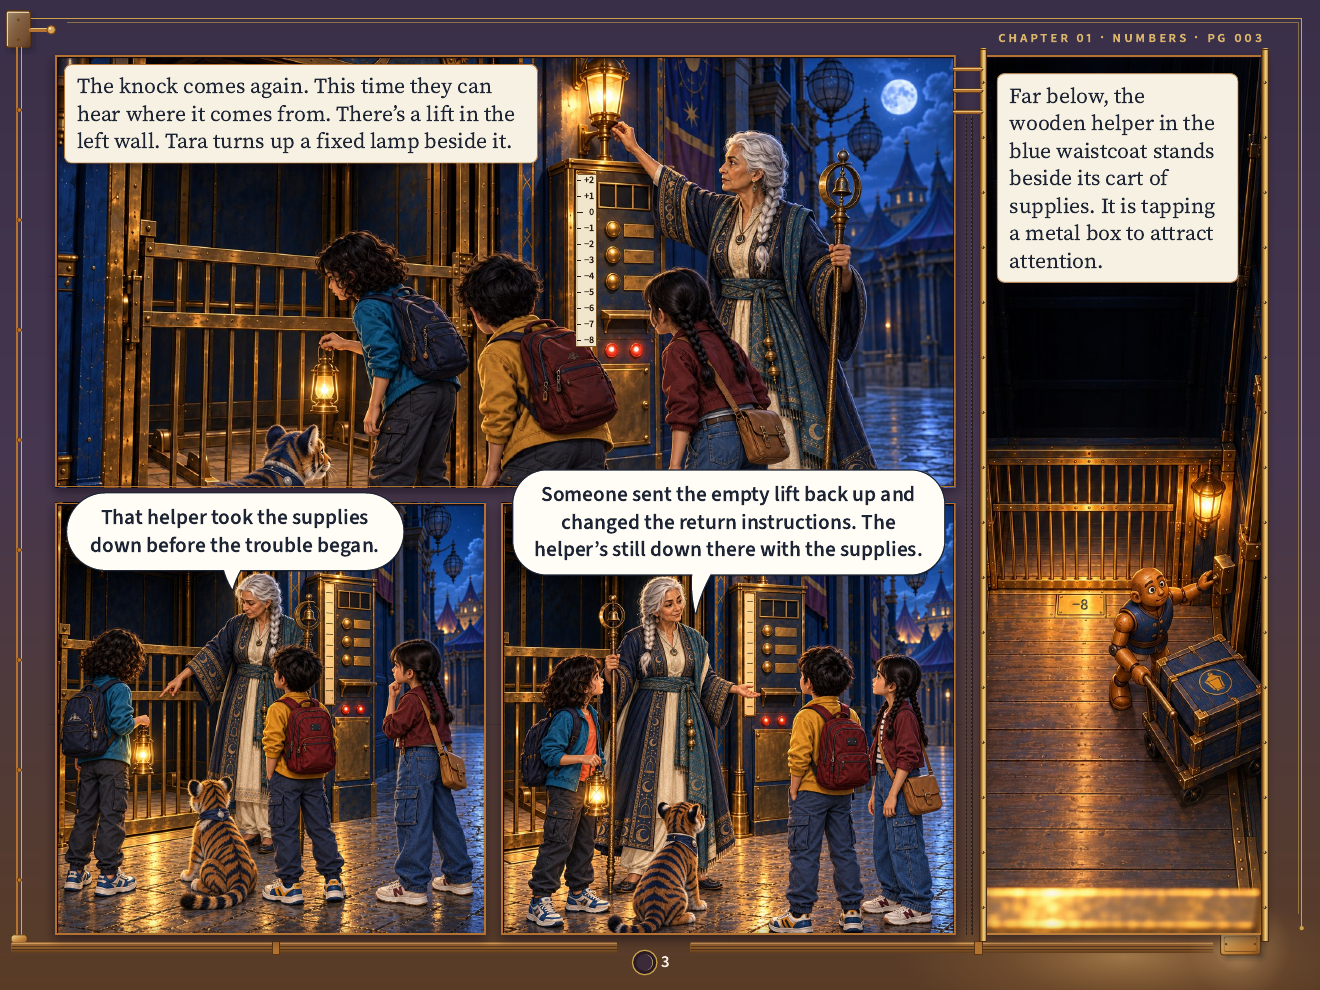 CHAPTER 01 · NUMBERS · PG 003
The knock comes again. This time they can
hear where it comes from. There’s a lift in the
left wall. Tara turns up a fixed lamp beside it.
+2
+1
0
−1
−2
−3
−4
−5
−6
−7
−8
Far below, the
wooden helper in the
blue waistcoat stands
beside its cart of
supplies. It is tapping
a metal box to attract
attention.
−8
That helper took the supplies
down before the trouble began.
Someone sent the empty lift back up and
changed the return instructions. The
helper’s still down there with the supplies.
3